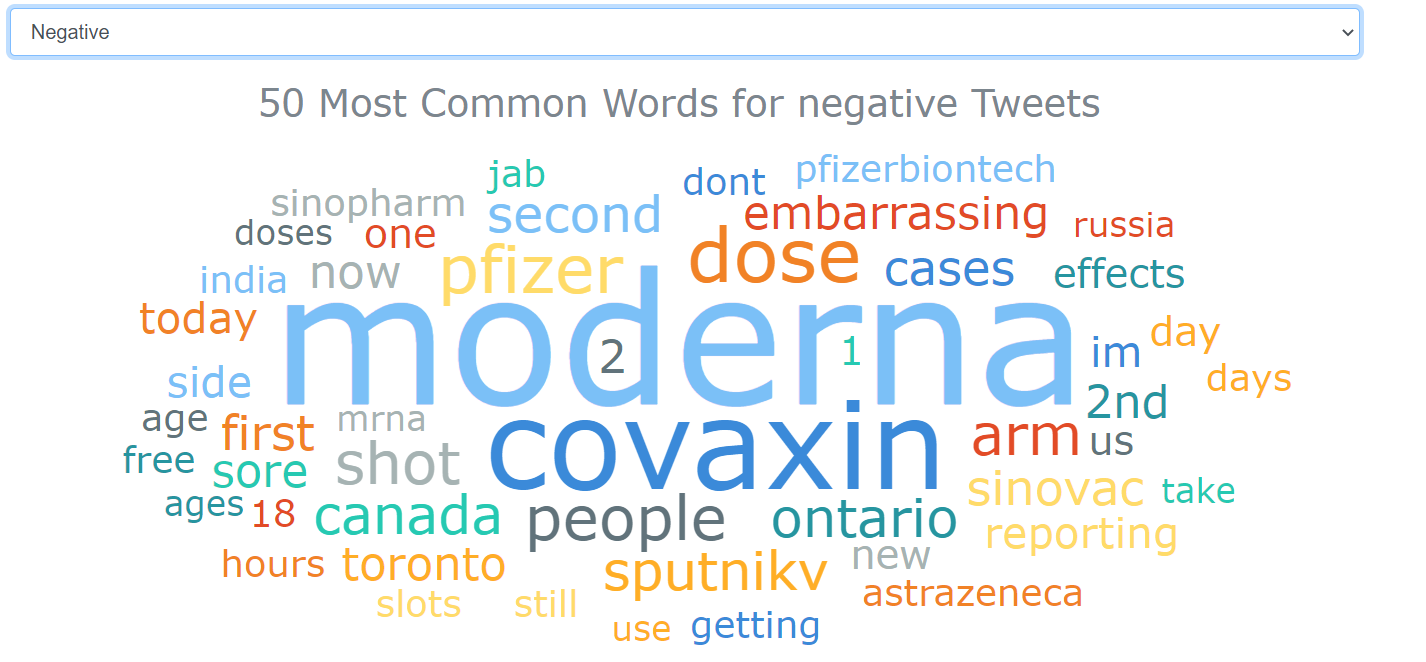 Negative
50 Most Common Words for negative Tweets
jab
dont
pfizerbiontech
sinopharm
second
embarrassing
russia
doses
one
now
pfizer
dose
cases
effects
india
today
moderna
2
1
im
day
days
side
2nd
age
first
mrna
covaxin
arm
us
free
sore
shot
sinovac
take
ages
18
canada
people
ontario
reporting
hours
toronto
sputnikv
new
astrazeneca
slots
still
use
getting